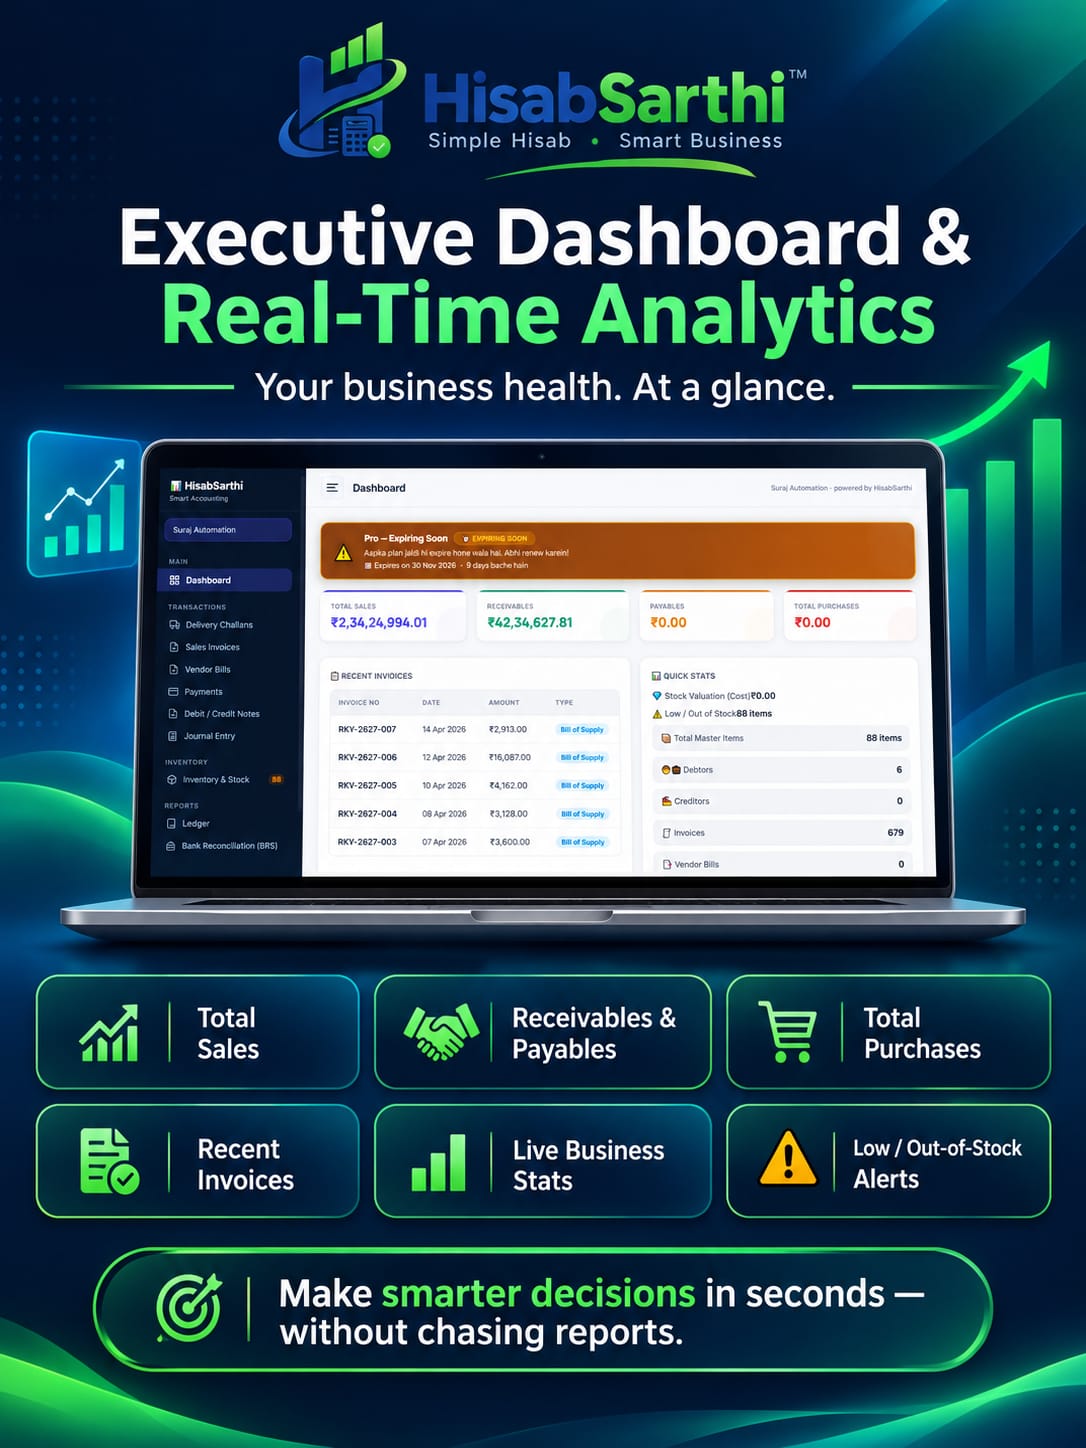 HisabSarthi™
Simple Hisab • Smart Business
Executive Dashboard &
Real-Time Analytics
Your business health. At a glance.
HisabSarthi
Smart Accounting
Suraj Automation
MAIN
Dashboard
TRANSACTIONS
Delivery Challans
Sales Invoices
Vendor Bills
Payments
Debit / Credit Notes
Journal Entry
INVENTORY
Inventory & Stock 88
REPORTS
Ledger
Bank Reconciliation (BRS)
Dashboard
Suraj Automation - powered by HisabSarthi
Pro — Expiring Soon EXPIRING SOON
Aapka plan jaldi hi expire hone wala hai. Abhi renew karein!
Expires on 30 Nov 2026 • 9 days bache hain
TOTAL SALES
₹2,34,24,994.01
RECEIVABLES
₹42,34,627.81
PAYABLES
₹0.00
TOTAL PURCHASES
₹0.00
RECENT INVOICES
INVOICE NO DATE AMOUNT TYPE
RKY-2627-007 14 Apr 2026 ₹2,913.00 Bill of Supply
RKY-2627-006 12 Apr 2026 ₹16,087.00 Bill of Supply
RKY-2627-005 10 Apr 2026 ₹4,162.00 Bill of Supply
RKY-2627-004 08 Apr 2026 ₹3,128.00 Bill of Supply
RKY-2627-003 07 Apr 2026 ₹3,600.00 Bill of Supply
QUICK STATS
Stock Valuation (Cost)₹0.00
Low / Out of Stock88 items
Total Master Items 88 items
Debtors 6
Creditors 0
Invoices 679
Vendor Bills 0
Total
Sales
Receivables &
Payables
Total
Purchases
Recent
Invoices
Live Business
Stats
Low / Out-of-Stock
Alerts
Make smarter decisions in seconds —
without chasing reports.